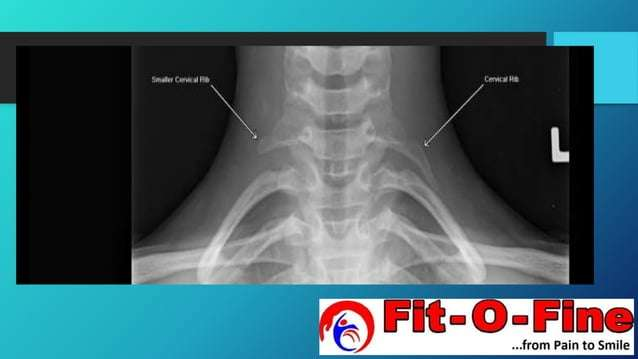 Smaller Cervical Rib
Cervical Rib
L
Fit-O-Fine
...from Pain to Smile